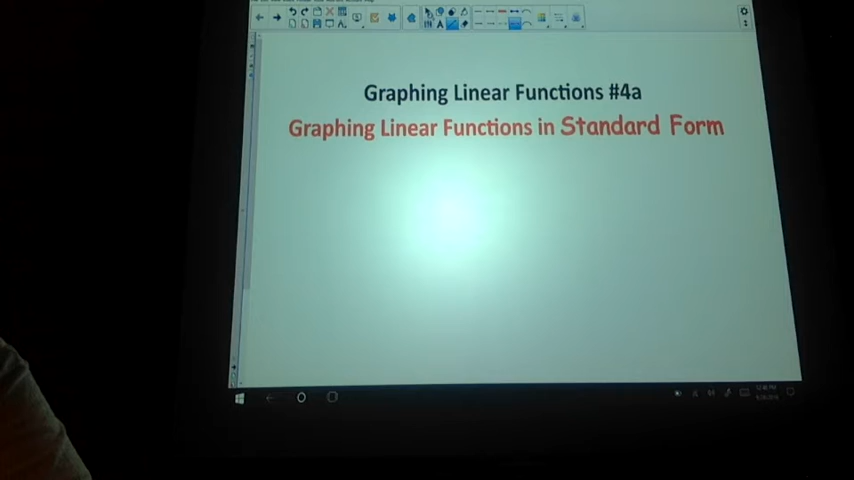 Graphing Linear Functions #4a
Graphing Linear Functions in Standard Form